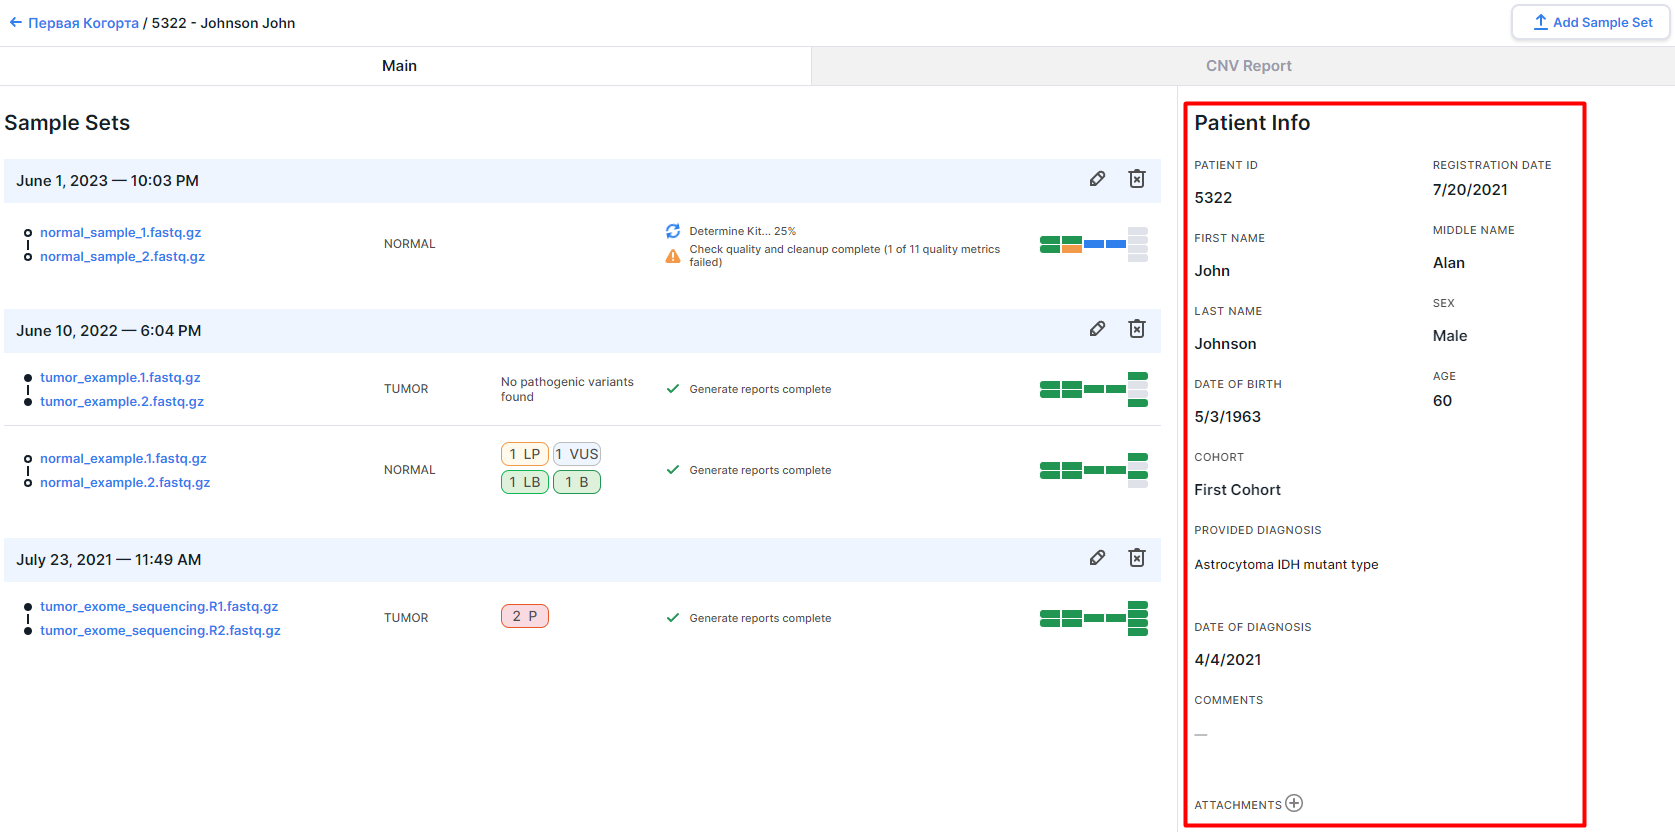 ← Первая Когорта / 5322 - Johnson John
Add Sample Set
Main
CNV Report
Sample Sets
June 1, 2023 — 10:03 PM
normal_sample_1.fastq.gz
normal_sample_2.fastq.gz
NORMAL
Determine Kit... 25%
Check quality and cleanup complete (1 of 11 quality metrics
failed)
June 10, 2022 — 6:04 PM
tumor_example.1.fastq.gz
tumor_example.2.fastq.gz
TUMOR
No pathogenic variants
found
Generate reports complete
normal_example.1.fastq.gz
normal_example.2.fastq.gz
NORMAL
1 LP 1 VUS
1 LB 1 B
Generate reports complete
July 23, 2021 — 11:49 AM
tumor_exome_sequencing.R1.fastq.gz
tumor_exome_sequencing.R2.fastq.gz
TUMOR
2 P
Generate reports complete
Patient Info
PATIENT ID
5322
REGISTRATION DATE
7/20/2021
FIRST NAME
John
MIDDLE NAME
Alan
LAST NAME
Johnson
SEX
Male
DATE OF BIRTH
5/3/1963
AGE
60
COHORT
First Cohort
PROVIDED DIAGNOSIS
Astrocytoma IDH mutant type
DATE OF DIAGNOSIS
4/4/2021
COMMENTS
—
ATTACHMENTS